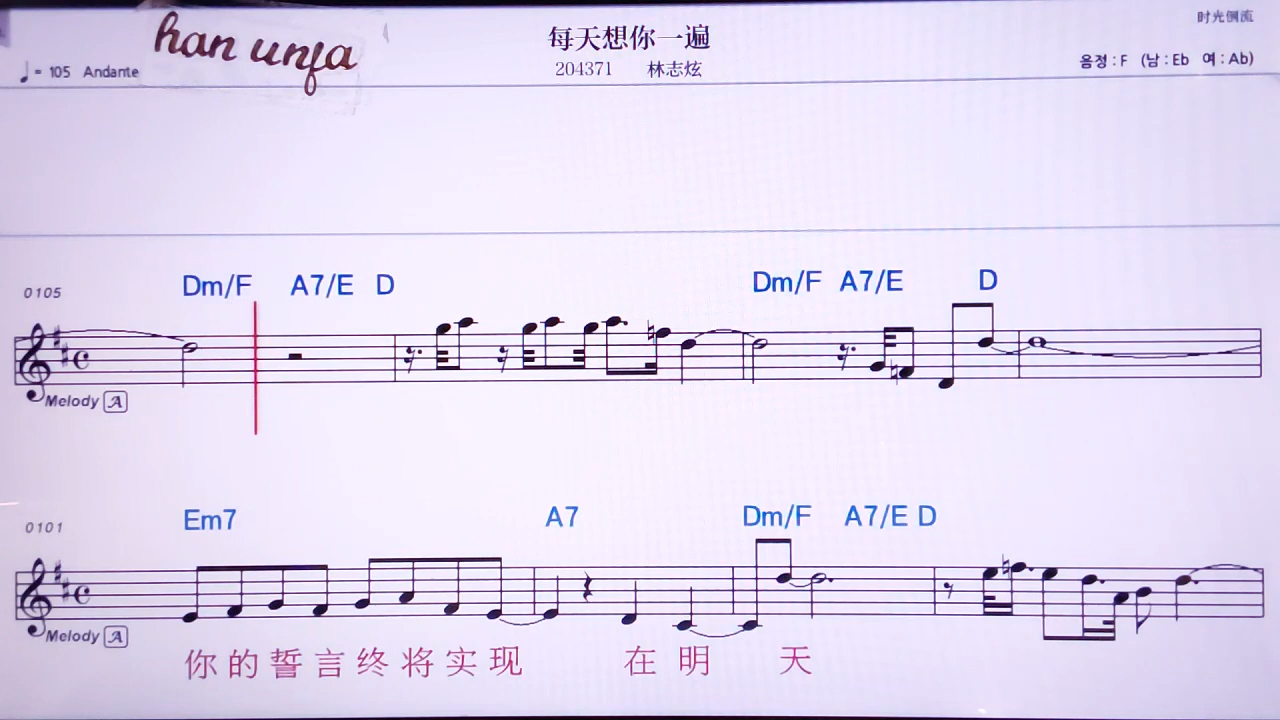 han unja
每天想你一遍
时光倒流
♩= 105 Andante
204371 林志炫
음정 : F (남 : Eb 여 : Ab)
0105
Dm/F A7/E D Dm/F A7/E D
Melody A
0101
Em7 A7 Dm/F A7/E D
Melody A
你的誓言终将实现 在明 天